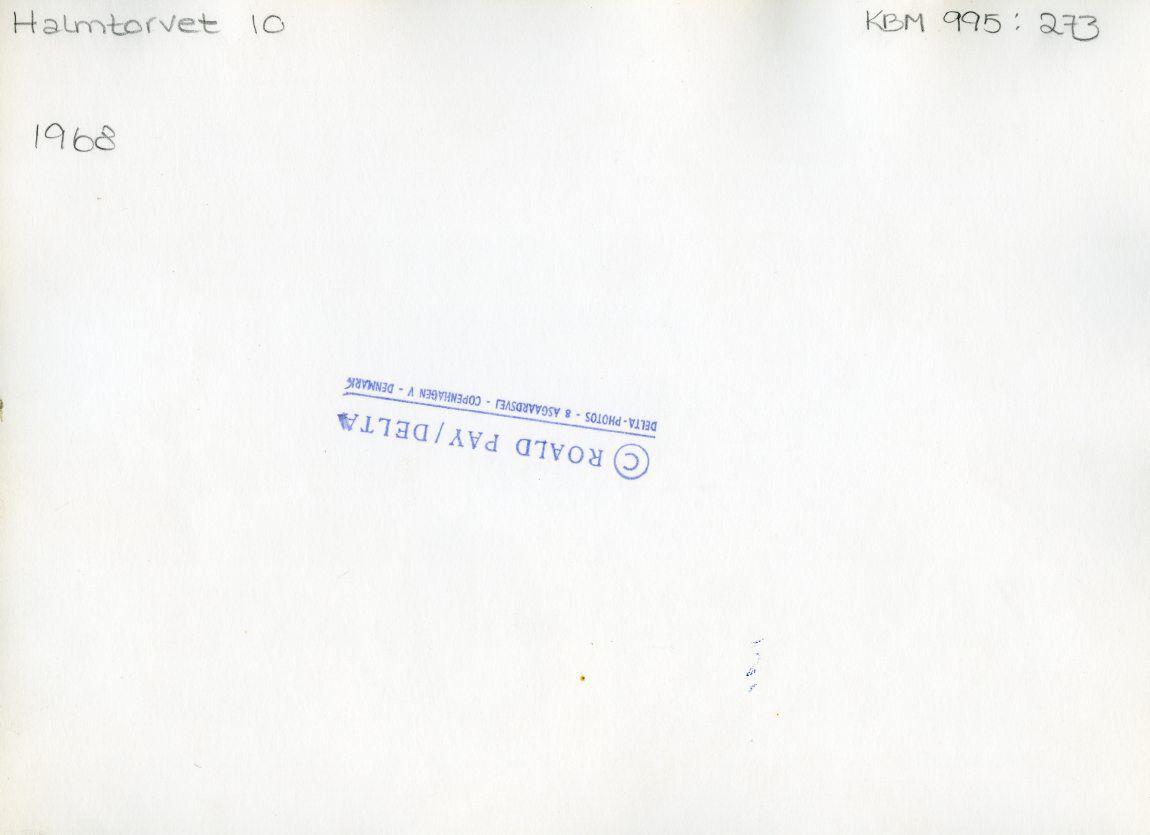 Halmtorvet 10
KBM 995:273
1968
© ROALD PAY/DELTA
DELTA-PHOTOS - 8 ASGAARDSVEJ - COPENHAGEN V - DENMARK